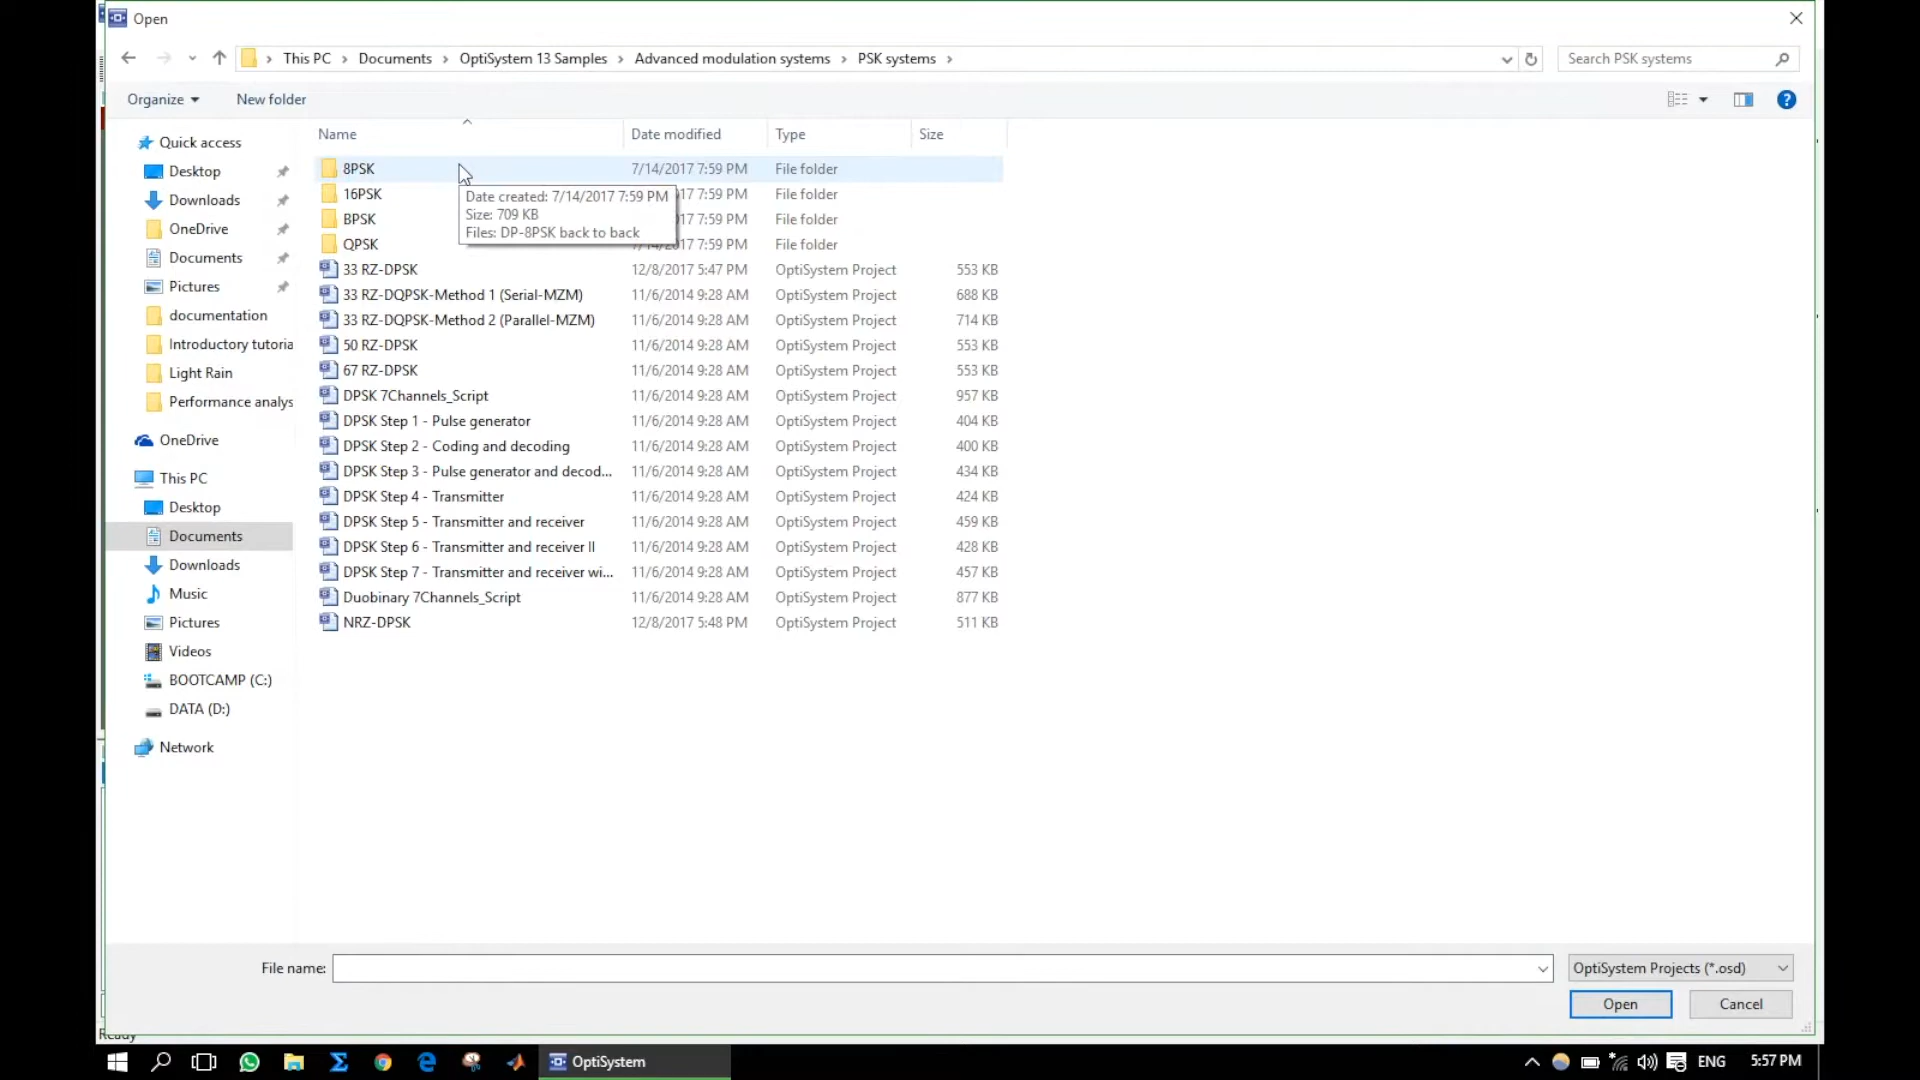 Open
This PC Documents OptiSystem 13 Samples Advanced modulation systems PSK systems Search PSK systems
Organize New folder
Name Date modified Type Size
Quick access
Desktop
Downloads
OneDrive
Documents
Pictures
documentation
Introductory tutoria
Light Rain
Performance analys
OneDrive
This PC
Desktop
Documents
Downloads
Music
Pictures
Videos
BOOTCAMP (C:)
DATA (D:)
Network
8PSK 7/14/2017 7:59 PM File folder
16PSK 17 7:59 PM File folder
BPSK 17 7:59 PM File folder
QPSK 7/14/2017 7:59 PM File folder
Date created: 7/14/2017 7:59 PM
Size: 709 KB
Files: DP-8PSK back to back
33 RZ-DPSK 12/8/2017 5:47 PM OptiSystem Project 553 KB
33 RZ-DQPSK-Method 1 (Serial-MZM) 11/6/2014 9:28 AM OptiSystem Project 688 KB
33 RZ-DQPSK-Method 2 (Parallel-MZM) 11/6/2014 9:28 AM OptiSystem Project 714 KB
50 RZ-DPSK 11/6/2014 9:28 AM OptiSystem Project 553 KB
67 RZ-DPSK 11/6/2014 9:28 AM OptiSystem Project 553 KB
DPSK 7Channels_Script 11/6/2014 9:28 AM OptiSystem Project 957 KB
DPSK Step 1 - Pulse generator 11/6/2014 9:28 AM OptiSystem Project 404 KB
DPSK Step 2 - Coding and decoding 11/6/2014 9:28 AM OptiSystem Project 400 KB
DPSK Step 3 - Pulse generator and decod... 11/6/2014 9:28 AM OptiSystem Project 434 KB
DPSK Step 4 - Transmitter 11/6/2014 9:28 AM OptiSystem Project 424 KB
DPSK Step 5 - Transmitter and receiver 11/6/2014 9:28 AM OptiSystem Project 459 KB
DPSK Step 6 - Transmitter and receiver II 11/6/2014 9:28 AM OptiSystem Project 428 KB
DPSK Step 7 - Transmitter and receiver wi... 11/6/2014 9:28 AM OptiSystem Project 457 KB
Duobinary 7Channels_Script 11/6/2014 9:28 AM OptiSystem Project 877 KB
NRZ-DPSK 12/8/2017 5:48 PM OptiSystem Project 511 KB
File name: OptiSystem Projects (*.osd)
Open Cancel
Ready
OptiSystem ENG 5:57 PM